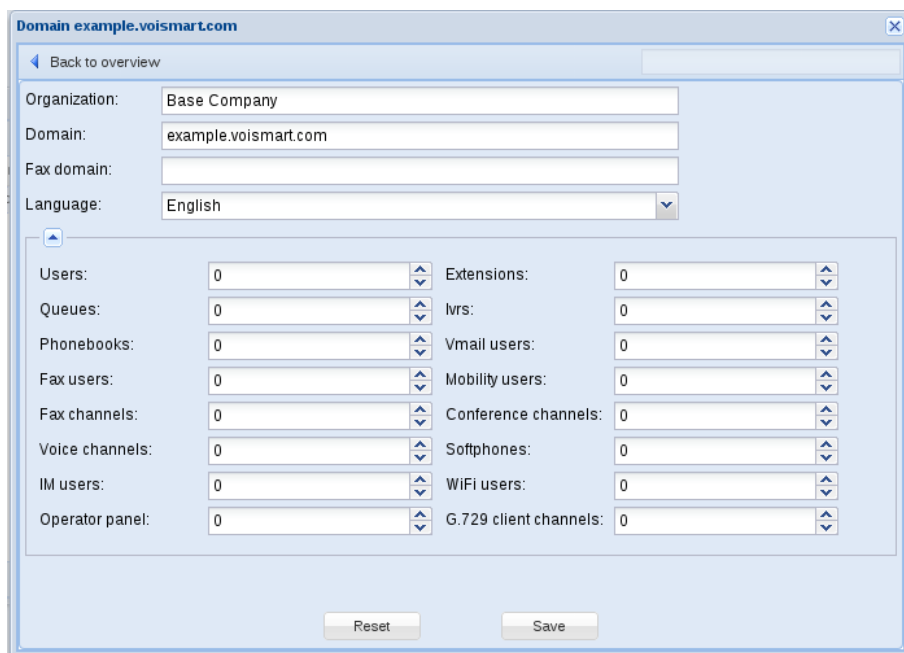 Domain example.voismart.com
Back to overview
Organization: Base Company
Domain: example.voismart.com
Fax domain:
Language: English
Users: 0 Extensions: 0
Queues: 0 Ivrs: 0
Phonebooks: 0 Vmail users: 0
Fax users: 0 Mobility users: 0
Fax channels: 0 Conference channels: 0
Voice channels: 0 Softphones: 0
IM users: 0 WiFi users: 0
Operator panel: 0 G.729 client channels: 0
Reset Save